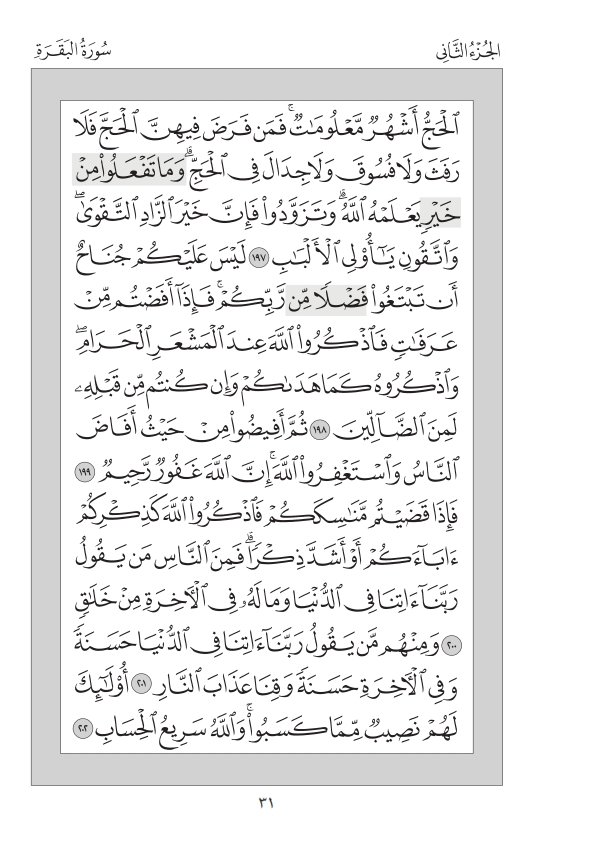 الجُزْءُ الثَّانِي
سُورَةُ البَقَرَةِ
ٱلْحَجُّ أَشْهُرٌ مَّعْلُومَٰتٌ ۚ فَمَن فَرَضَ فِيهِنَّ ٱلْحَجَّ فَلَا
رَفَثَ وَلَا فُسُوقَ وَلَا جِدَالَ فِى ٱلْحَجِّ ۗ وَمَا تَفْعَلُوا۟ مِنْ
خَيْرٍ يَعْلَمْهُ ٱللَّهُ ۗ وَتَزَوَّدُوا۟ فَإِنَّ خَيْرَ ٱلزَّادِ ٱلتَّقْوَىٰ ۖ
وَٱتَّقُونِ يَٰٓأُو۟لِى ٱلْأَلْبَٰبِ ١٩٧ لَيْسَ عَلَيْكُمْ جُنَاحٌ
أَن تَبْتَغُوا۟ فَضْلًا مِّن رَّبِّكُمْ ۚ فَإِذَآ أَفَضْتُم مِّنْ
عَرَفَٰتٍ فَٱذْكُرُوا۟ ٱللَّهَ عِندَ ٱلْمَشْعَرِ ٱلْحَرَامِ ۖ
وَٱذْكُرُوهُ كَمَا هَدَىٰكُمْ وَإِن كُنتُم مِّن قَبْلِهِۦ
لَمِنَ ٱلضَّآلِّينَ ١٩٨ ثُمَّ أَفِيضُوا۟ مِنْ حَيْثُ أَفَاضَ
ٱلنَّاسُ وَٱسْتَغْفِرُوا۟ ٱللَّهَ ۚ إِنَّ ٱللَّهَ غَفُورٌ رَّحِيمٌ ١٩٩
فَإِذَا قَضَيْتُم مَّنَٰسِكَكُمْ فَٱذْكُرُوا۟ ٱللَّهَ كَذِكْرِكُمْ
ءَابَآءَكُمْ أَوْ أَشَدَّ ذِكْرًا ۗ فَمِنَ ٱلنَّاسِ مَن يَقُولُ
رَبَّنَآ ءَاتِنَا فِى ٱلدُّنْيَا وَمَا لَهُۥ فِى ٱلْءَاخِرَةِ مِنْ خَلَٰقٍ
٢٠٠ وَمِنْهُم مَّن يَقُولُ رَبَّنَآ ءَاتِنَا فِى ٱلدُّنْيَا حَسَنَةً
وَفِى ٱلْءَاخِرَةِ حَسَنَةً وَقِنَا عَذَابَ ٱلنَّارِ ٢٠١ أُو۟لَٰٓئِكَ
لَهُمْ نَصِيبٌ مِّمَّا كَسَبُوا۟ ۚ وَٱللَّهُ سَرِيعُ ٱلْحِسَابِ ٢٠٢
٣١